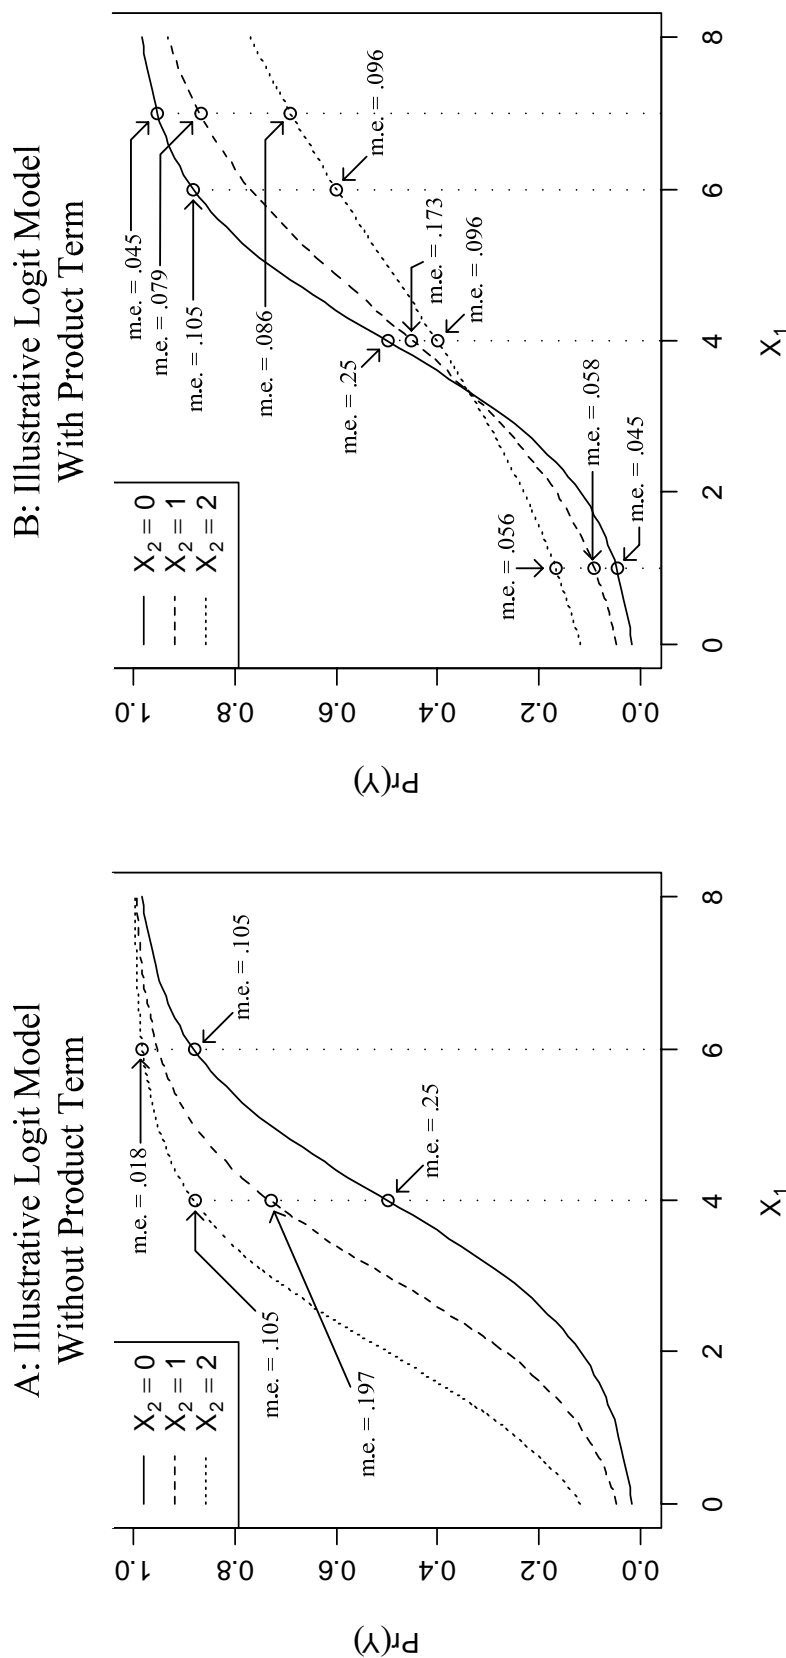 A: Illustrative Logit Model
Without Product Term
X₂ = 0
X₂ = 1
X₂ = 2
m.e. = .018
m.e. = .105
m.e. = .105
m.e. = .197
m.e. = .25
Pr(Y)
0.0
0.2
0.4
0.6
0.8
1.0
0
2
4
6
8
X₁
B: Illustrative Logit Model
With Product Term
X₂ = 0
X₂ = 1
X₂ = 2
m.e. = .045
m.e. = .079
m.e. = .105
m.e. = .086
m.e. = .096
m.e. = .25
m.e. = .173
m.e. = .096
m.e. = .056
m.e. = .058
m.e. = .045
Pr(Y)
0.0
0.2
0.4
0.6
0.8
1.0
0
2
4
6
8
X₁